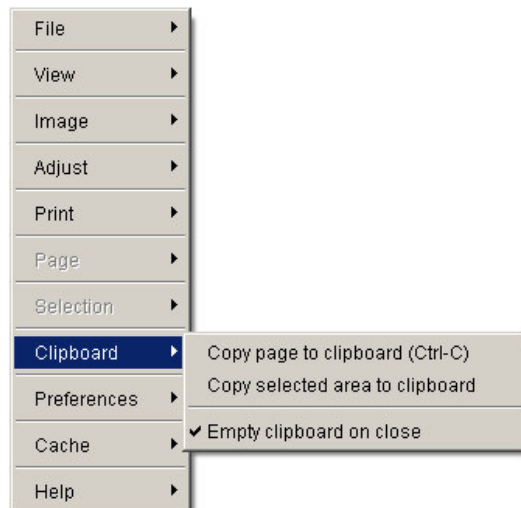 File
View
Image
Adjust
Print
Page
Selection
Clipboard
Copy page to clipboard (Ctrl-C)
Copy selected area to clipboard
Empty clipboard on close
Preferences
Cache
Help